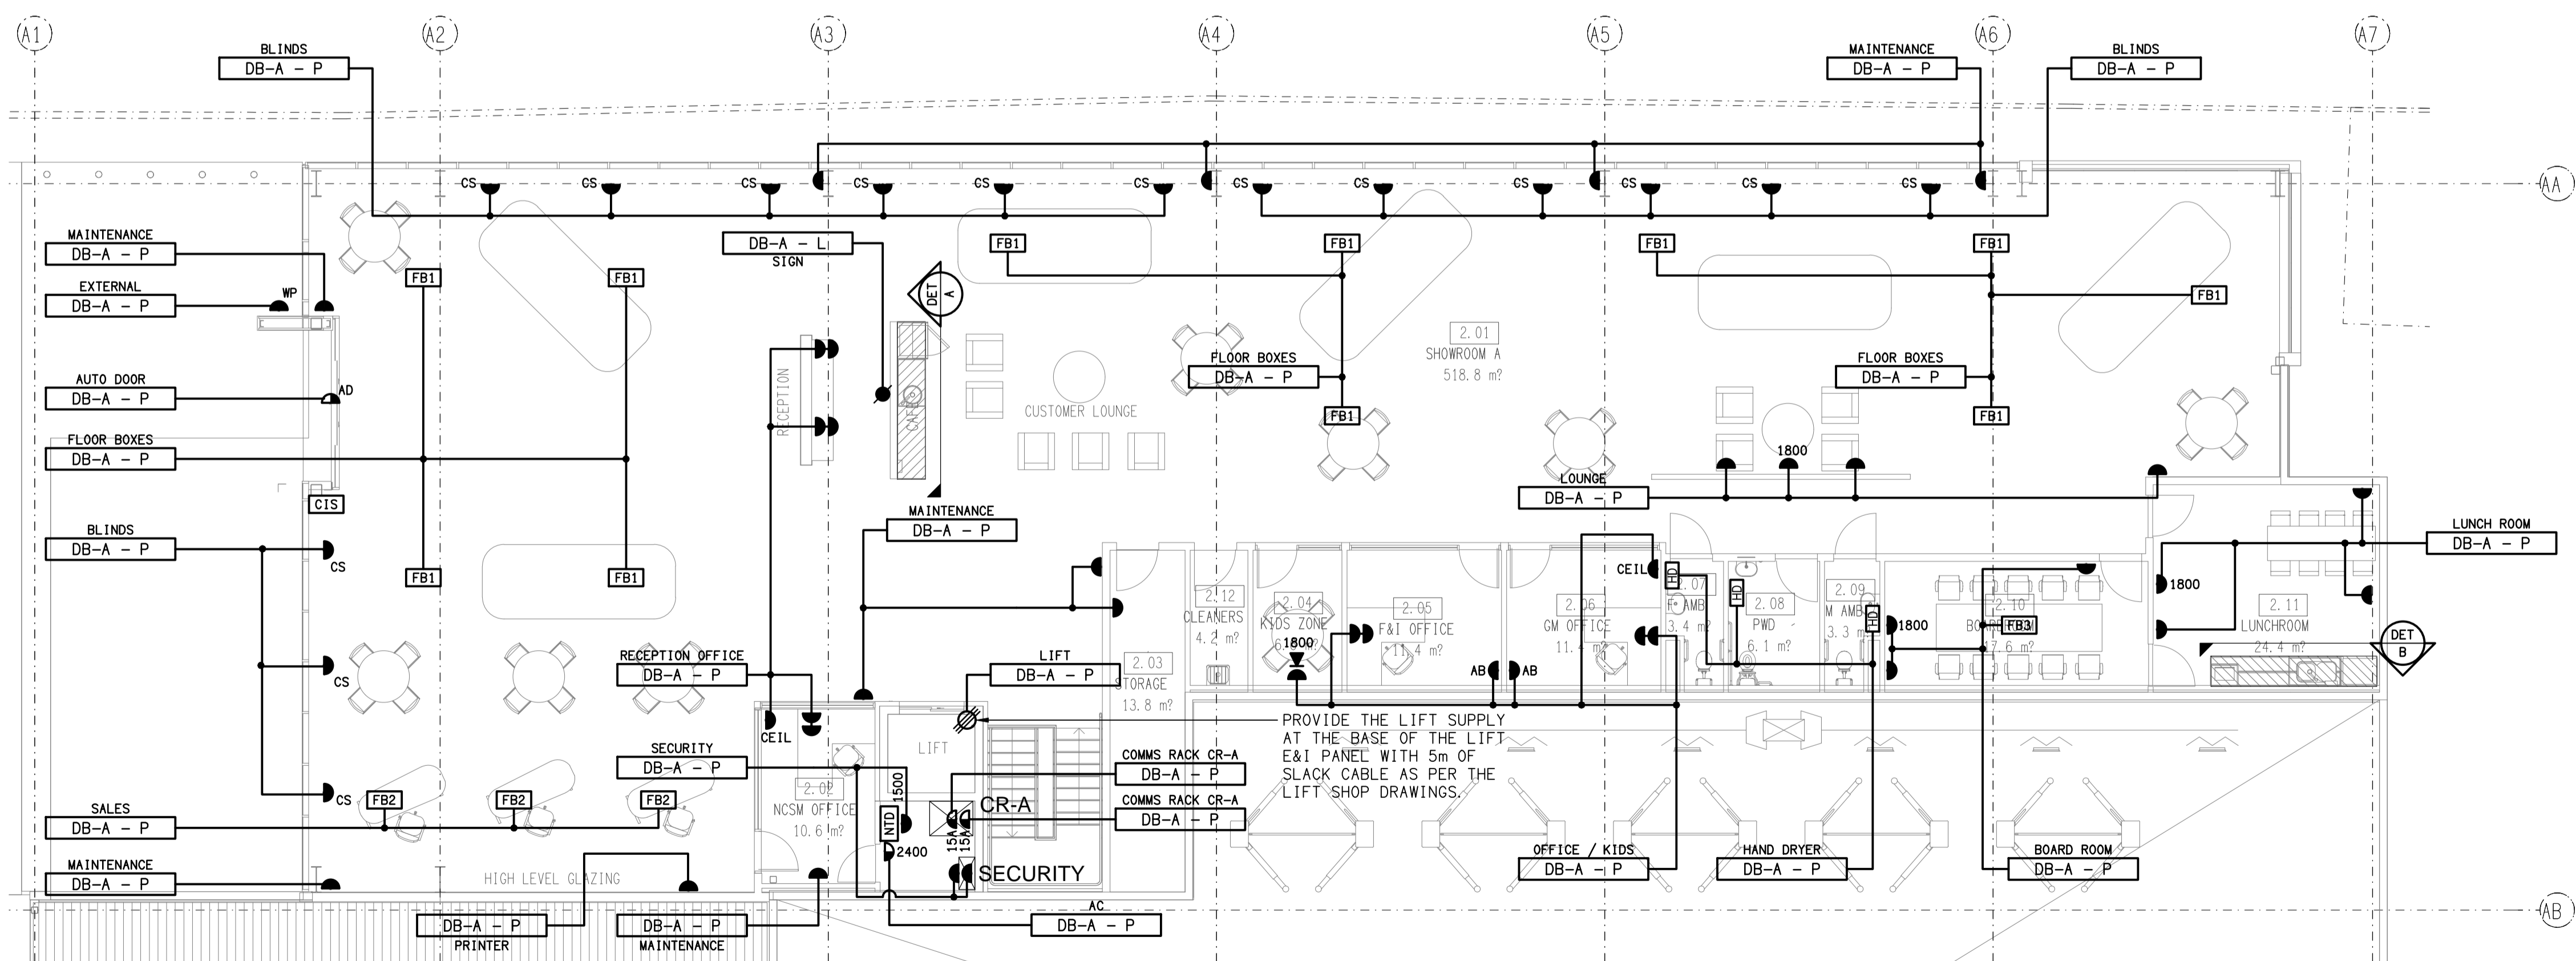 A1
A2
A3
A4
A5
A6
A7
BLINDS
DB-A - P
MAINTENANCE
DB-A - P
BLINDS
DB-A - P
CS
CS
CS
CS
CS
CS
CS
CS
CS
CS
CS
CS
AA
MAINTENANCE
DB-A - P
EXTERNAL
DB-A - P
WP
DB-A - L
SIGN
FB1
FB1
FB1
FB1
FB1
FB1
FB1
DET
A
2.01
SHOWROOM A
518.8 m?
AUTO DOOR
DB-A - P
AD
RECEPTION
CUSTOMER LOUNGE
FLOOR BOXES
DB-A - P
FLOOR BOXES
DB-A - P
FB1
FB1
FLOOR BOXES
DB-A - P
1800
LOUNGE
DB-A - P
CIS
MAINTENANCE
DB-A - P
LUNCH ROOM
DB-A - P
BLINDS
DB-A - P
CS
FB1
FB1
CEIL
HD
HD
HD
1800
2.12
CLEANERS
4.2 m?
2.04
KIDS ZONE
1800
2.05
F&I OFFICE
11.4 m?
2.06
GM OFFICE
2.07
F AMB
3.4 m?
2.08
PWD
6.1 m?
2.09
M AMB
1800
2.10
FB3
17.6 m?
2.11
LUNCHROOM
24.4 m?
DET
B
CS
RECEPTION OFFICE
DB-A - P
LIFT
DB-A - P
2.03
STORAGE
13.8 m?
AB
AB
CEIL
LIFT
PROVIDE THE LIFT SUPPLY
AT THE BASE OF THE LIFT
E&I PANEL WITH 5m OF
SLACK CABLE AS PER THE
LIFT SHOP DRAWINGS.
SECURITY
DB-A - P
COMMS RACK CR-A
DB-A - P
COMMS RACK CR-A
DB-A - P
CS
FB2
FB2
FB2
2.02
NCSM OFFICE
10.6 m?
1500
NTD
CR-A
15A
15A
2400
SECURITY
SALES
DB-A - P
MAINTENANCE
DB-A - P
HIGH LEVEL GLAZING
OFFICE / KIDS
DB-A - P
HAND DRYER
DB-A - P
BOARD ROOM
DB-A - P
DB-A - P
PRINTER
DB-A - P
MAINTENANCE
AC
DB-A - P
AB